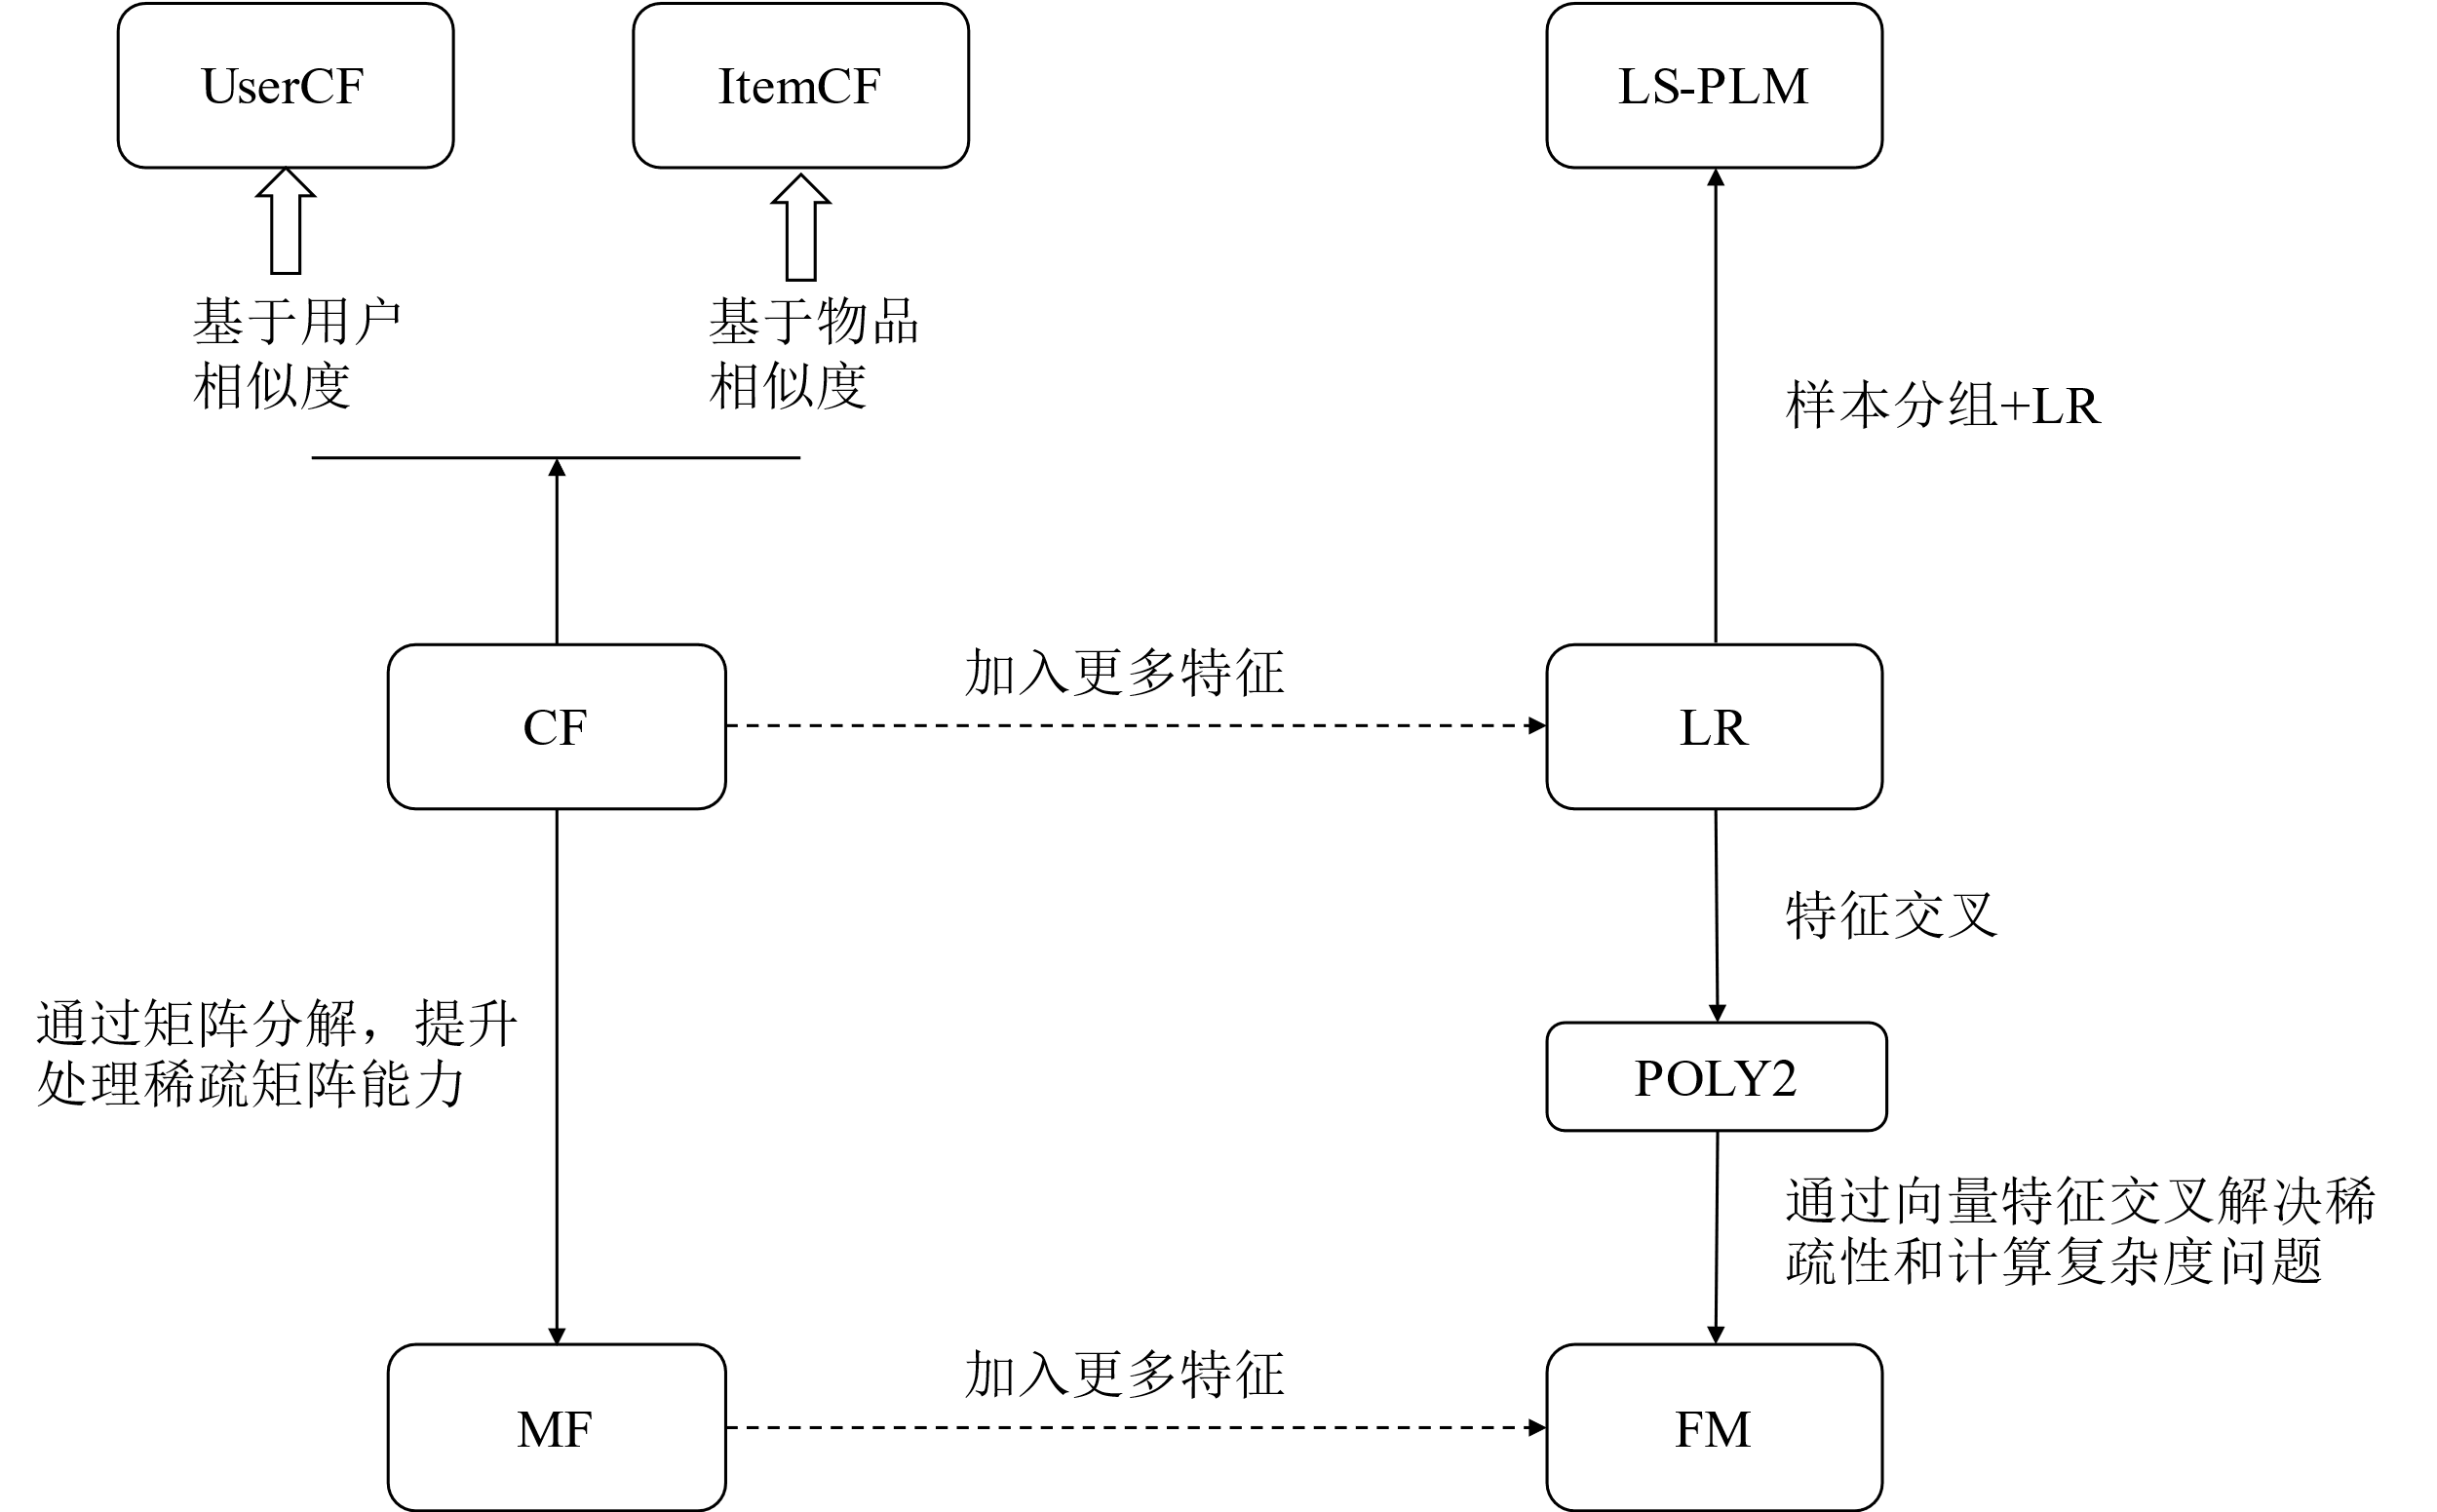 UserCF
ItemCF
LS-PLM
基于用户
相似度
基于物品
相似度
样本分组+LR
加入更多特征
CF
LR
特征交叉
通过矩阵分解，提升
处理稀疏矩阵能力
POLY2
通过向量特征交叉解决稀
疏性和计算复杂度问题
加入更多特征
MF
FM